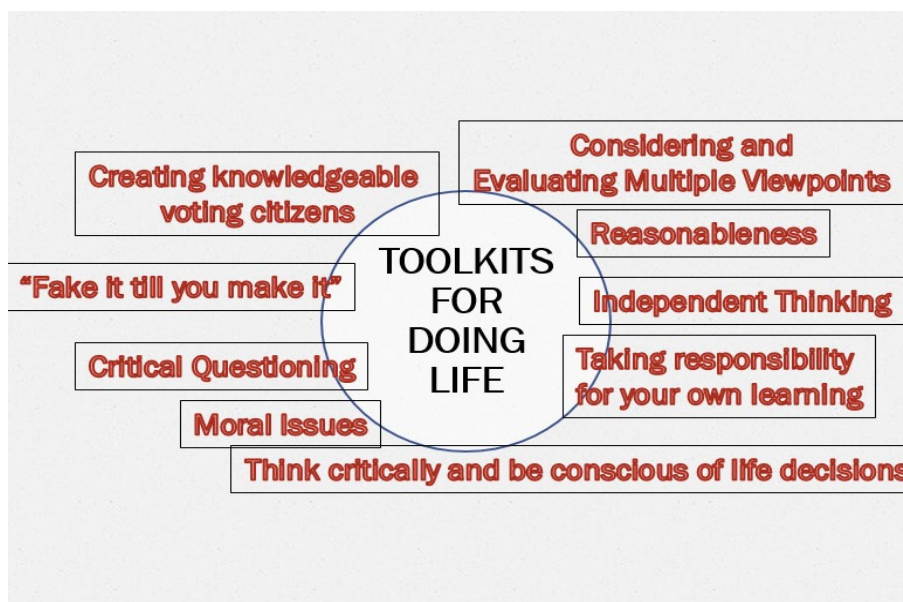 Considering and
Evaluating Multiple Viewpoints
Creating knowledgeable
voting citizens
Reasonableness
TOOLKITS
FOR
DOING
LIFE
“Fake it till you make it”
Independent Thinking
Critical Questioning
Taking responsibility
for your own learning
Moral Issues
Think critically and be conscious of life decisions